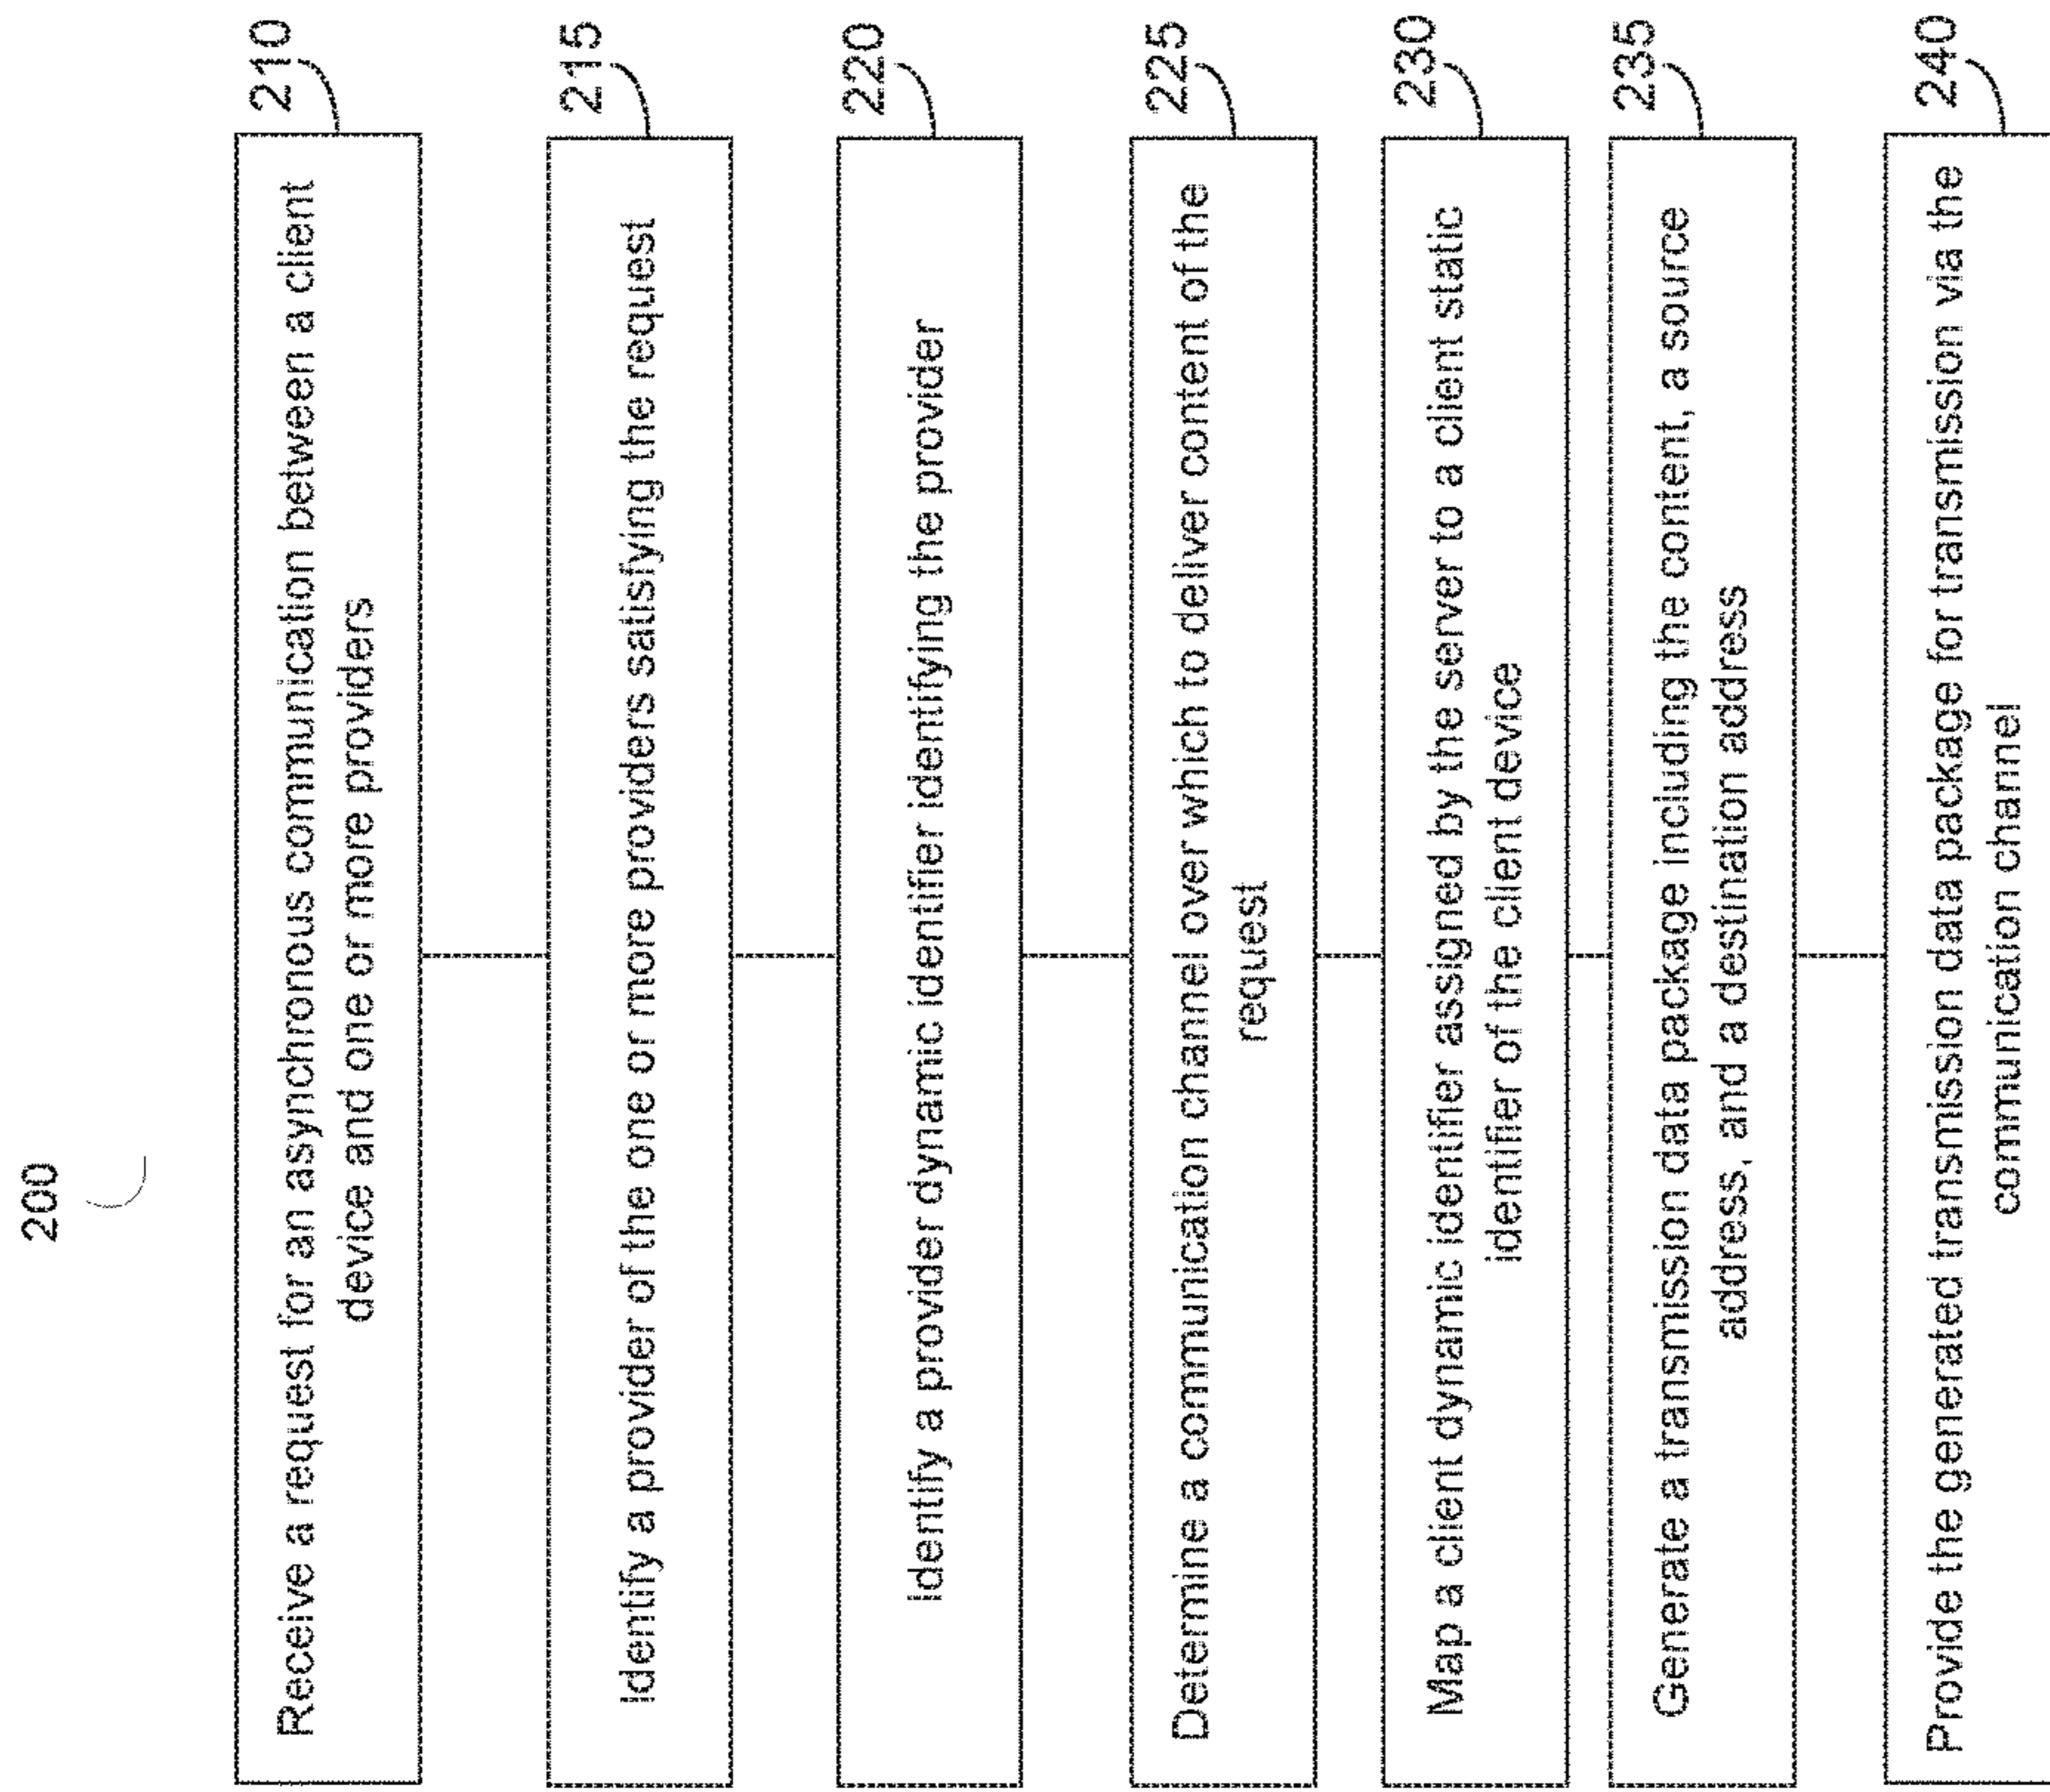 200
210
Receive a request for an asynchronous communication between a client
device and one or more providers
215
Identify a provider of the one or more providers satisfying the request
220
Identify a provider dynamic identifier identifying the provider
225
Determine a communication channel over which to deliver content of the
request
230
Map a client dynamic identifier assigned by the server to a client static
identifier of the client device
235
Generate a transmission data package including the content, a source
address, and a destination address
240
Provide the generated transmission data package for transmission via the
communication channel